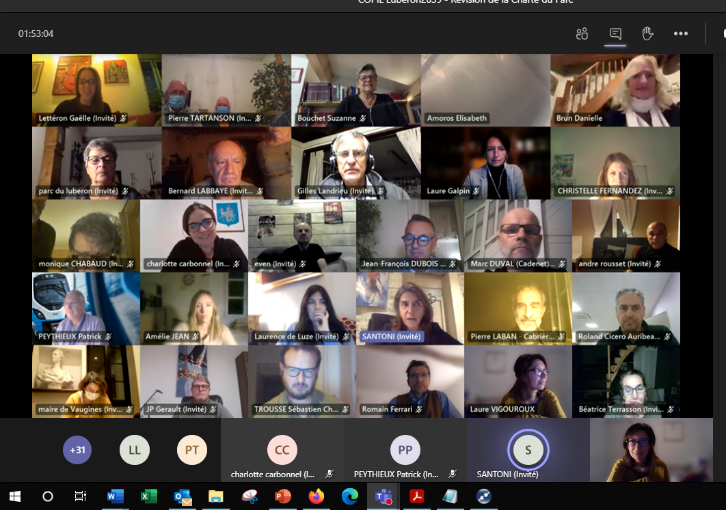 COPIL Luberon2039 - Révision de la Charte du Parc
01:53:04
Letteron Gaëlle (Invité)
Pierre TARTANSON (In...
Bouchet Suzanne
Amoros Elisabeth
Brun Danielle
parc du luberon (Invité)
Bernard LABBAYE (Invit...
Gilles Landrieu (Invité)
Laure Galpin
CHRISTELLE FERNANDEZ (Inv...
monique CHABAUD (In...
charlotte carbonnel (In...
even (Invité)
Jean-François DUBOIS ...
Marc DUVAL (Cadenet)...
andre rousset (Invité)
PEYTHIEUX Patrick (In...
Amélie JEAN
Laurence de Luze (Invité)
SANTONI (Invité)
Pierre LABAN - Cabrièr...
Roland Cicero Auribea...
maire de Vaugines (Inv...
JP Gerault (Invité)
TROUSSE Sébastien Ch...
Romain Ferrari
Laure VIGOUROUX
Béatrice Terrasson (Invi...
+31
LL
PT
CC
PP
S
charlotte carbonnel (I...
PEYTHIEUX Patrick (In...
SANTONI (Invité)